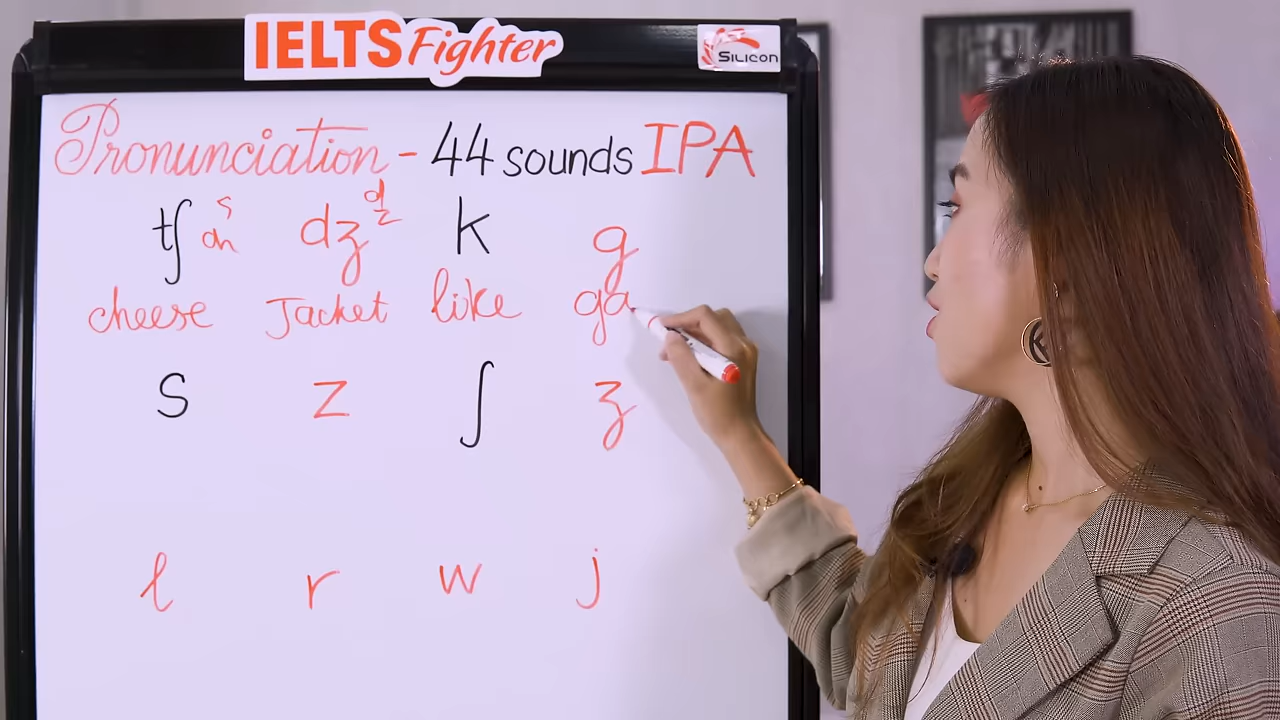 IELTS Fighter
SILICON
Pronunciation - 44 sounds IPA
tʃ dʒ k g
cheese Jacket like ga
s z ʃ ʒ
l r w j